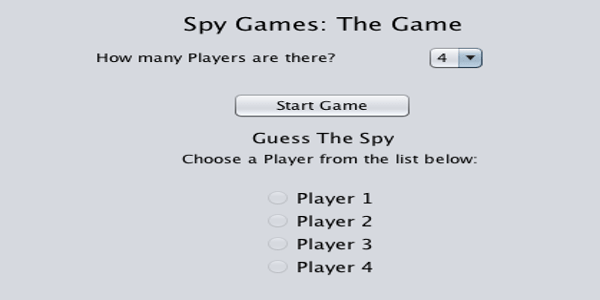 Spy Games: The Game
How many Players are there? 4
Start Game
Guess The Spy
Choose a Player from the list below:
Player 1
Player 2
Player 3
Player 4